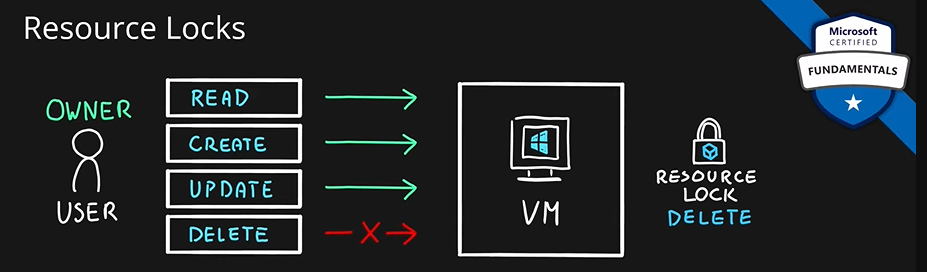 Resource Locks
Microsoft
CERTIFIED
FUNDAMENTALS
OWNER
USER
READ
CREATE
UPDATE
DELETE
X
VM
RESOURCE
LOCK
DELETE